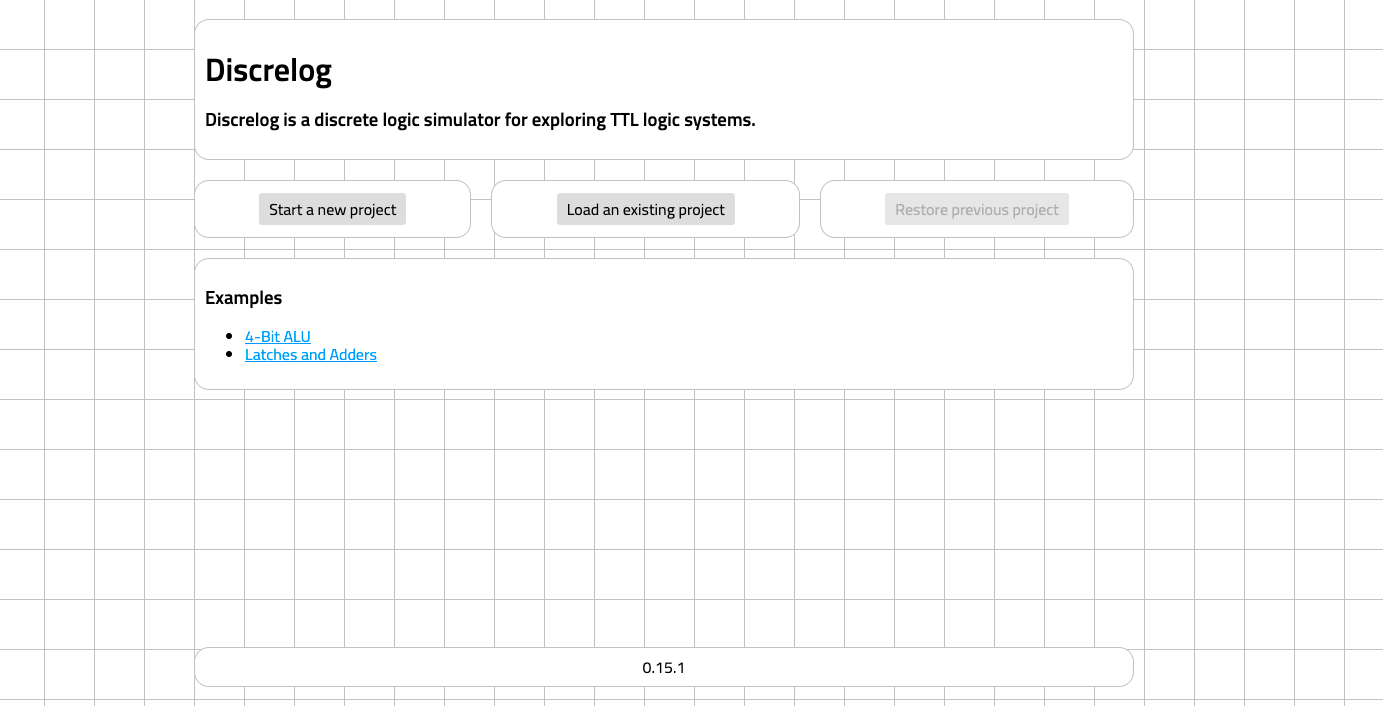 Discrelog
Discrelog is a discrete logic simulator for exploring TTL logic systems.
Start a new project
Load an existing project
Restore previous project
Examples
4-Bit ALU
Latches and Adders
0.15.1